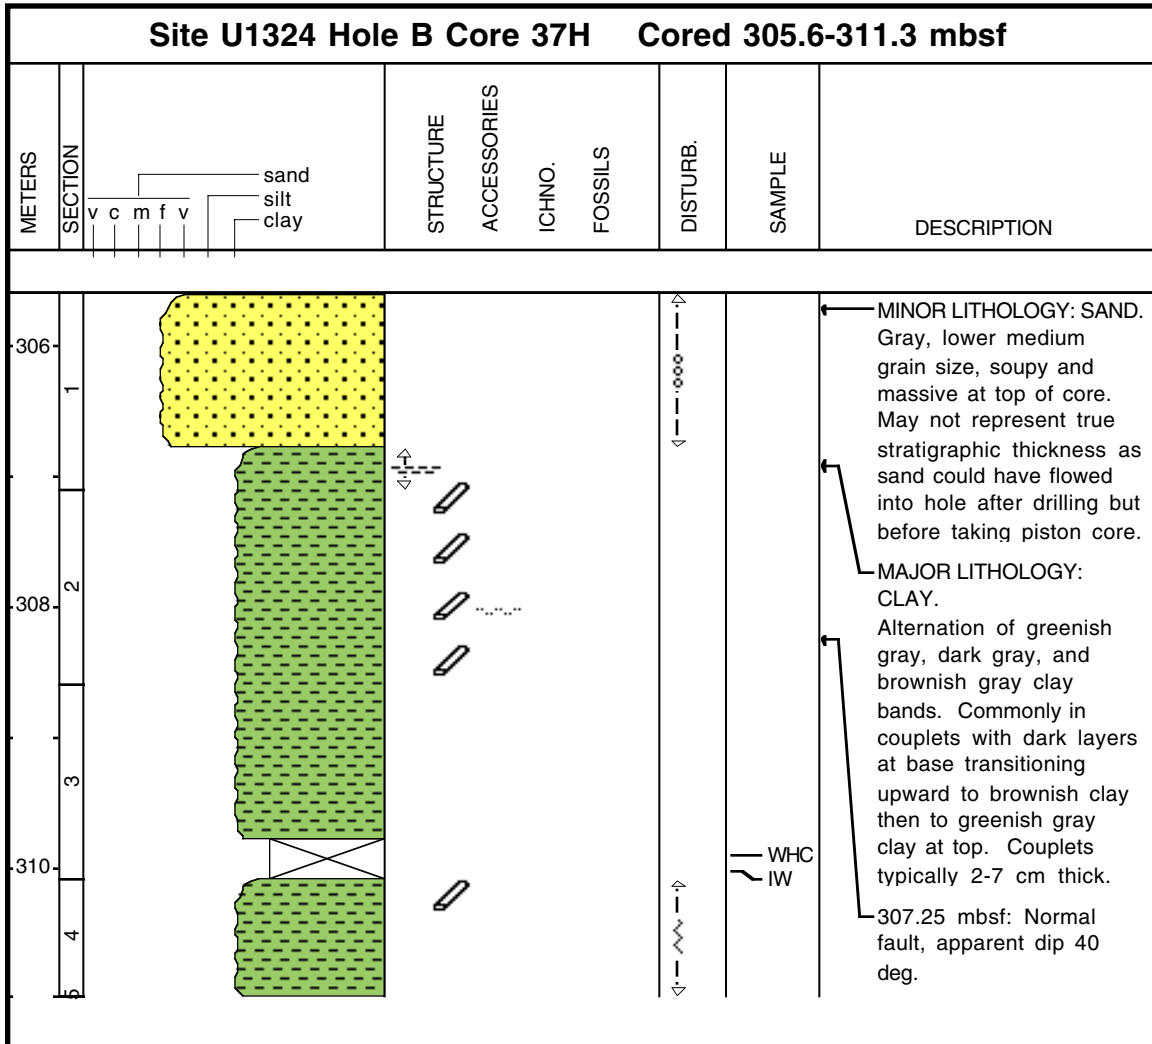 Site U1324 Hole B Core 37H Cored 305.6-311.3 mbsf
METERS
SECTION
v c m f v
sand
silt
clay
STRUCTURE
ACCESSORIES
ICHNO.
FOSSILS
DISTURB.
SAMPLE
DESCRIPTION
306
308
310
1
2
3
4
5
WHC
IW
MINOR LITHOLOGY: SAND.
Gray, lower medium
grain size, soupy and
massive at top of core.
May not represent true
stratigraphic thickness as
sand could have flowed
into hole after drilling but
before taking piston core.
MAJOR LITHOLOGY:
CLAY.
Alternation of greenish
gray, dark gray, and
brownish gray clay
bands. Commonly in
couplets with dark layers
at base transitioning
upward to brownish clay
then to greenish gray
clay at top. Couplets
typically 2-7 cm thick.
307.25 mbsf: Normal
fault, apparent dip 40
deg.